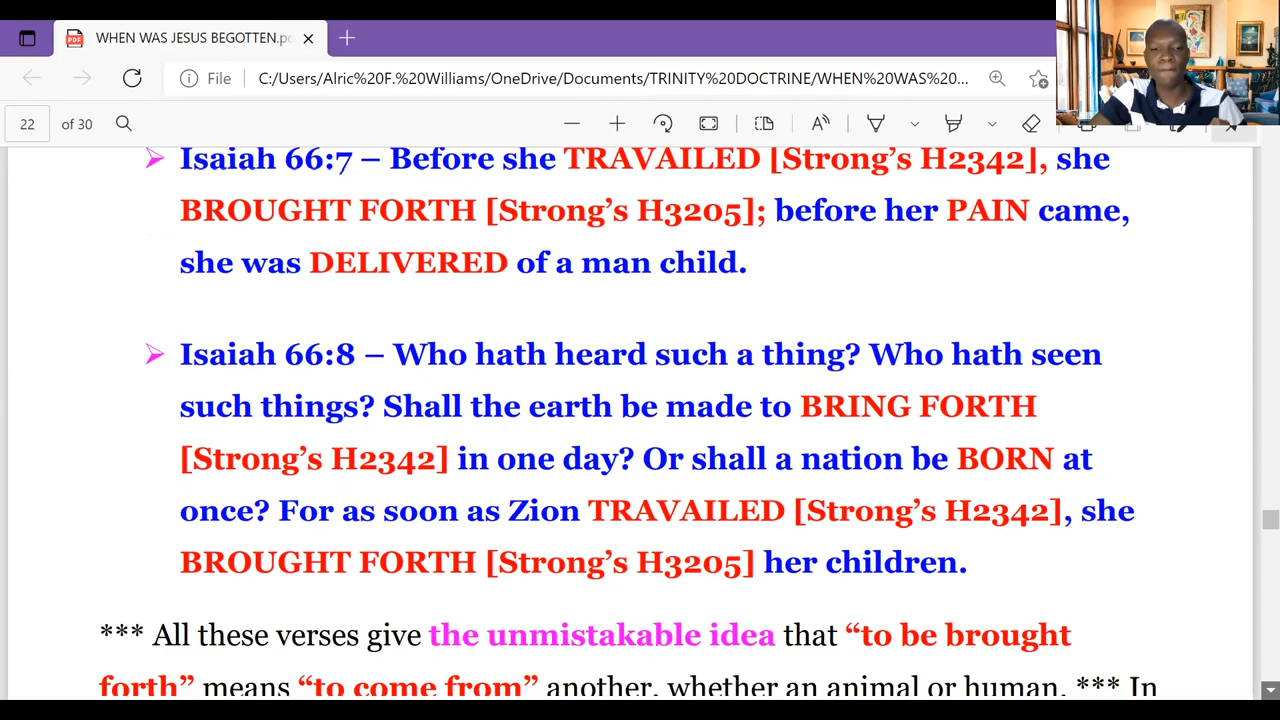 WHEN WAS JESUS BEGOTTEN.p
File
C:/Users/Alric%20F.%20Williams/OneDrive/Documents/TRINITY%20DOCTRINE/WHEN%20WAS%20...
22 of 30
➢ Isaiah 66:7 – Before she TRAVAILED [Strong’s H2342], she
BROUGHT FORTH [Strong’s H3205]; before her PAIN came,
she was DELIVERED of a man child.
➢ Isaiah 66:8 – Who hath heard such a thing? Who hath seen
such things? Shall the earth be made to BRING FORTH
[Strong’s H2342] in one day? Or shall a nation be BORN at
once? For as soon as Zion TRAVAILED [Strong’s H2342], she
BROUGHT FORTH [Strong’s H3205] her children.
*** All these verses give the unmistakable idea that “to be brought
forth” means “to come from” another, whether an animal or human. *** In